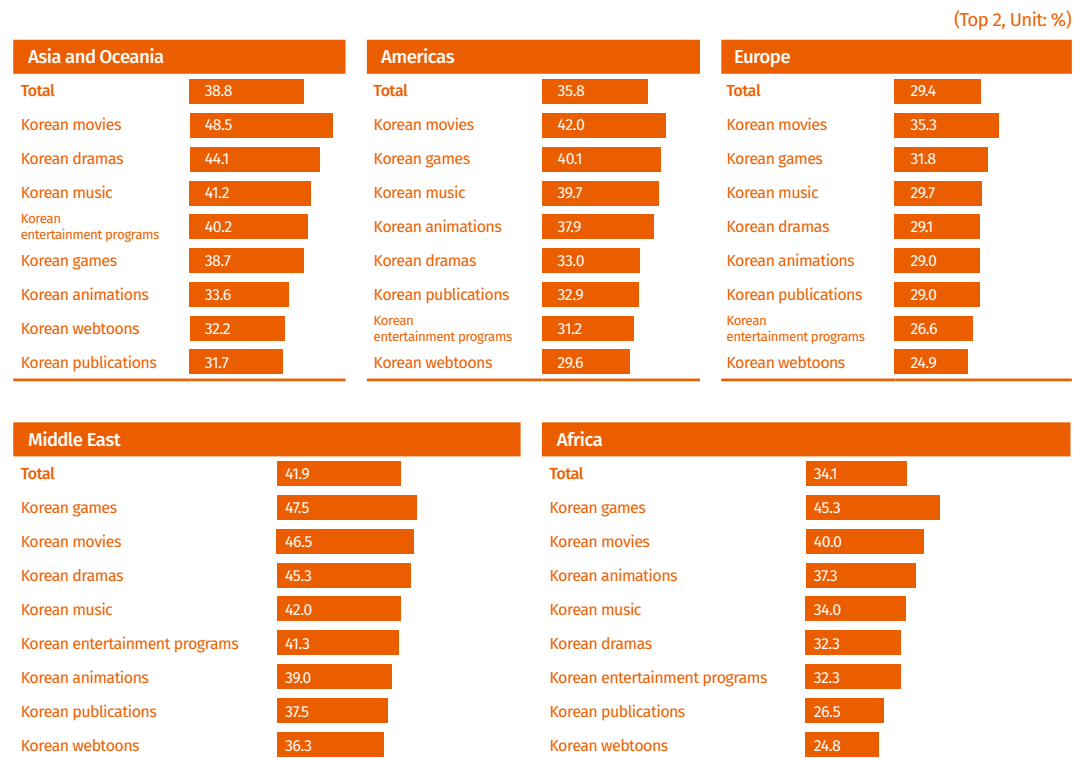 (Top 2, Unit: %)
Asia and Oceania
Total 38.8
Korean movies 48.5
Korean dramas 44.1
Korean music 41.2
Korean
entertainment programs 40.2
Korean games 38.7
Korean animations 33.6
Korean webtoons 32.2
Korean publications 31.7
Americas
Total 35.8
Korean movies 42.0
Korean games 40.1
Korean music 39.7
Korean animations 37.9
Korean dramas 33.0
Korean publications 32.9
Korean
entertainment programs 31.2
Korean webtoons 29.6
Europe
Total 29.4
Korean movies 35.3
Korean games 31.8
Korean music 29.7
Korean dramas 29.1
Korean animations 29.0
Korean publications 29.0
Korean
entertainment programs 26.6
Korean webtoons 24.9
Middle East
Total 41.9
Korean games 47.5
Korean movies 46.5
Korean dramas 45.3
Korean music 42.0
Korean entertainment programs 41.3
Korean animations 39.0
Korean publications 37.5
Korean webtoons 36.3
Africa
Total 34.1
Korean games 45.3
Korean movies 40.0
Korean animations 37.3
Korean music 34.0
Korean dramas 32.3
Korean entertainment programs 32.3
Korean publications 26.5
Korean webtoons 24.8